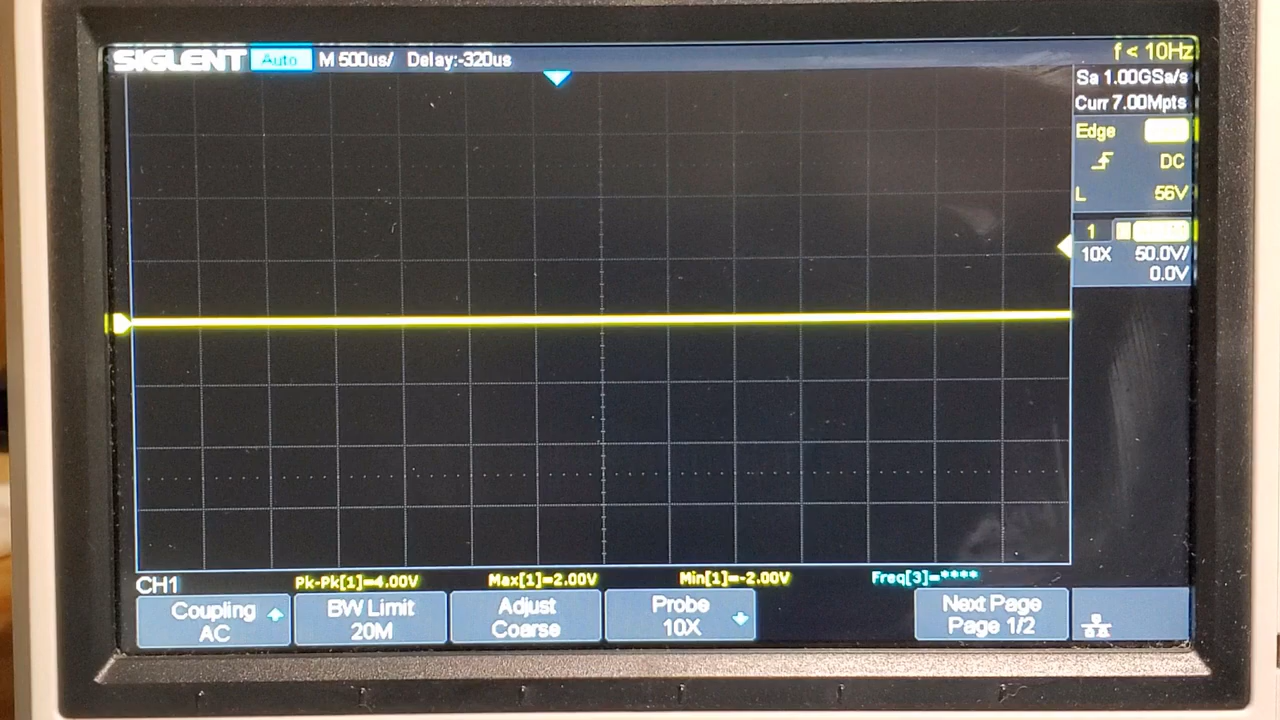 SIGLENT Auto M 500us/ Delay:-320us f < 10Hz
Sa 1.00GSa/s
Curr 7.00Mpts
Edge
DC
L 56V
1
10X 50.0V/
0.0V
CH1 Pk-Pk[1]=4.00V Max[1]=2.00V Min[1]=-2.00V Freq[3]=****
Coupling BW Limit Adjust Probe Next Page
AC 20M Coarse 10X Page 1/2